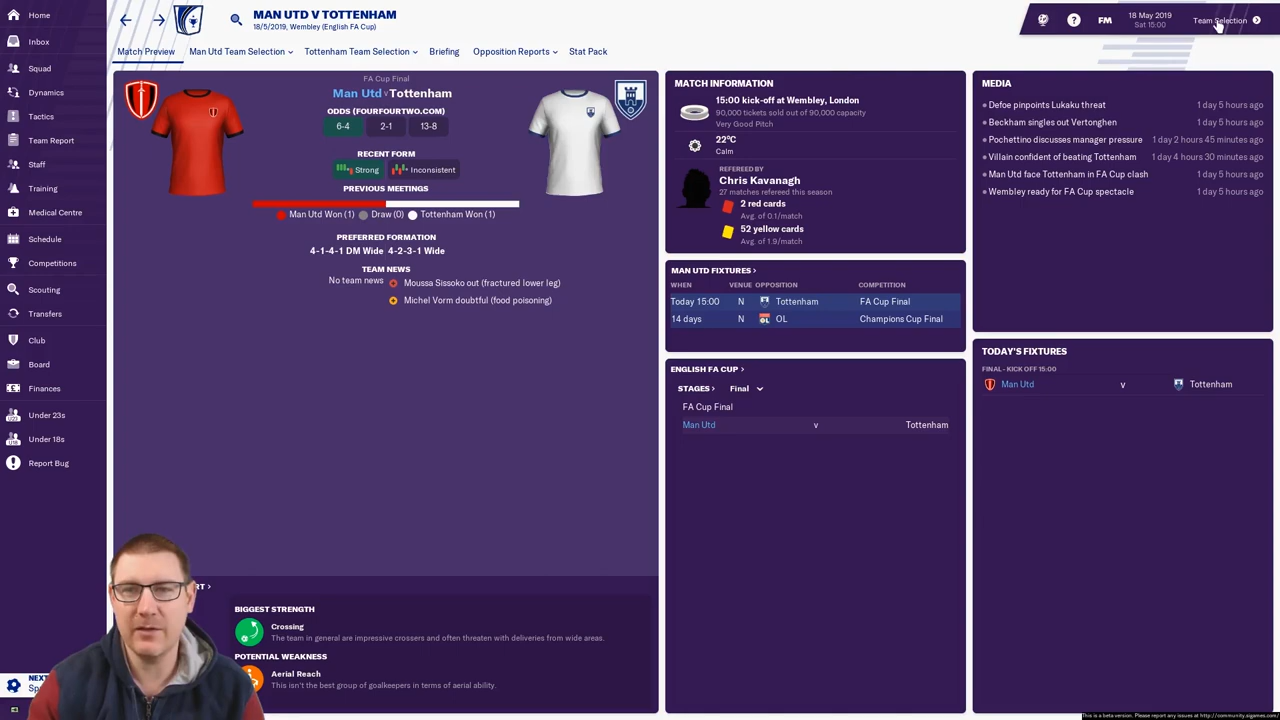 Home
Inbox
Squad
Dynamics
Tactics
Team Report
Staff
Training
Medical Centre
Schedule
Competitions
Scouting
Transfers
Club
Board
Finances
Under 23s
Under 18s
Report Bug
NEX
Sp
MAN UTD V TOTTENHAM
18/5/2019, Wembley (English FA Cup)
FM
18 May 2019
Sat 15:00
Team Selection
Match Preview
Man Utd Team Selection
Tottenham Team Selection
Briefing
Opposition Reports
Stat Pack
FA Cup Final
Man Utd v Tottenham
ODDS (FOURFOURTWO.COM)
6-4 2-1 13-8
RECENT FORM
Strong Inconsistent
PREVIOUS MEETINGS
Man Utd Won (1) Draw (0) Tottenham Won (1)
PREFERRED FORMATION
4-1-4-1 DM Wide 4-2-3-1 Wide
TEAM NEWS
No team news
Moussa Sissoko out (fractured lower leg)
Michel Vorm doubtful (food poisoning)
RT >
BIGGEST STRENGTH
Crossing
The team in general are impressive crossers and often threaten with deliveries from wide areas.
POTENTIAL WEAKNESS
Aerial Reach
This isn't the best group of goalkeepers in terms of aerial ability.
MATCH INFORMATION
15:00 kick-off at Wembley, London
90,000 tickets sold out of 90,000 capacity
Very Good Pitch
22°C
Calm
REFEREED BY
Chris Kavanagh
27 matches refereed this season
2 red cards
Avg. of 0.1/match
52 yellow cards
Avg. of 1.9/match
MAN UTD FIXTURES >
WHEN VENUE OPPOSITION COMPETITION
Today 15:00 N Tottenham FA Cup Final
14 days N OL Champions Cup Final
ENGLISH FA CUP >
STAGES > Final
FA Cup Final
Man Utd v Tottenham
MEDIA
Defoe pinpoints Lukaku threat 1 day 5 hours ago
Beckham singles out Vertonghen 1 day 5 hours ago
Pochettino discusses manager pressure 1 day 2 hours 45 minutes ago
Villain confident of beating Tottenham 1 day 4 hours 30 minutes ago
Man Utd face Tottenham in FA Cup clash 1 day 5 hours ago
Wembley ready for FA Cup spectacle 1 day 5 hours ago
TODAY'S FIXTURES
FINAL - KICK OFF 15:00
Man Utd v Tottenham
This is a beta version. Please report any issues at http://community.sigames.com/